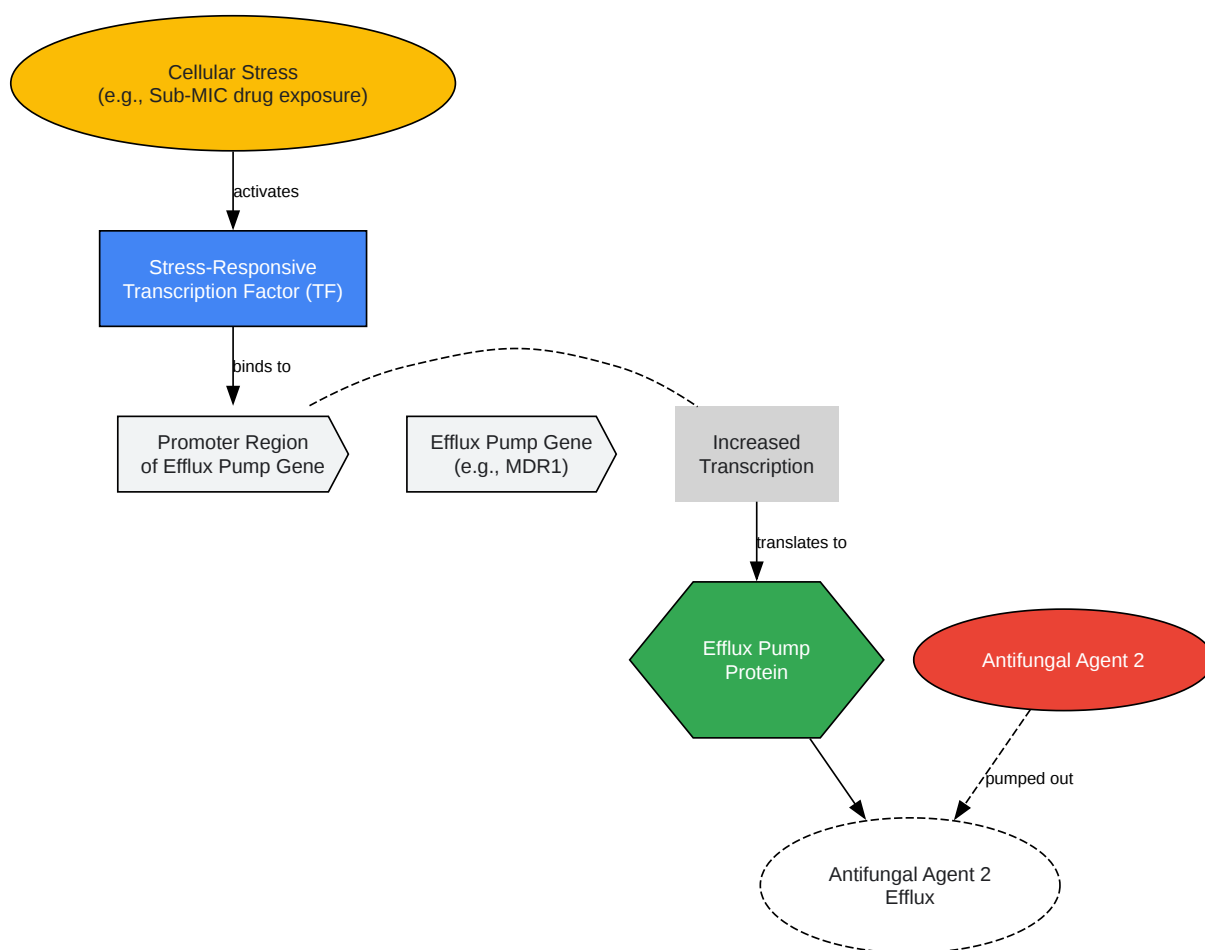 Cellular Stress
(e.g., Sub-MIC drug exposure)
activates
Stress-Responsive
Transcription Factor (TF)
binds to
Promoter Region
of Efflux Pump Gene
Efflux Pump Gene
(e.g., MDR1)
Increased
Transcription
translates to
Efflux Pump
Protein
Antifungal Agent 2
pumped out
Antifungal Agent 2
Efflux